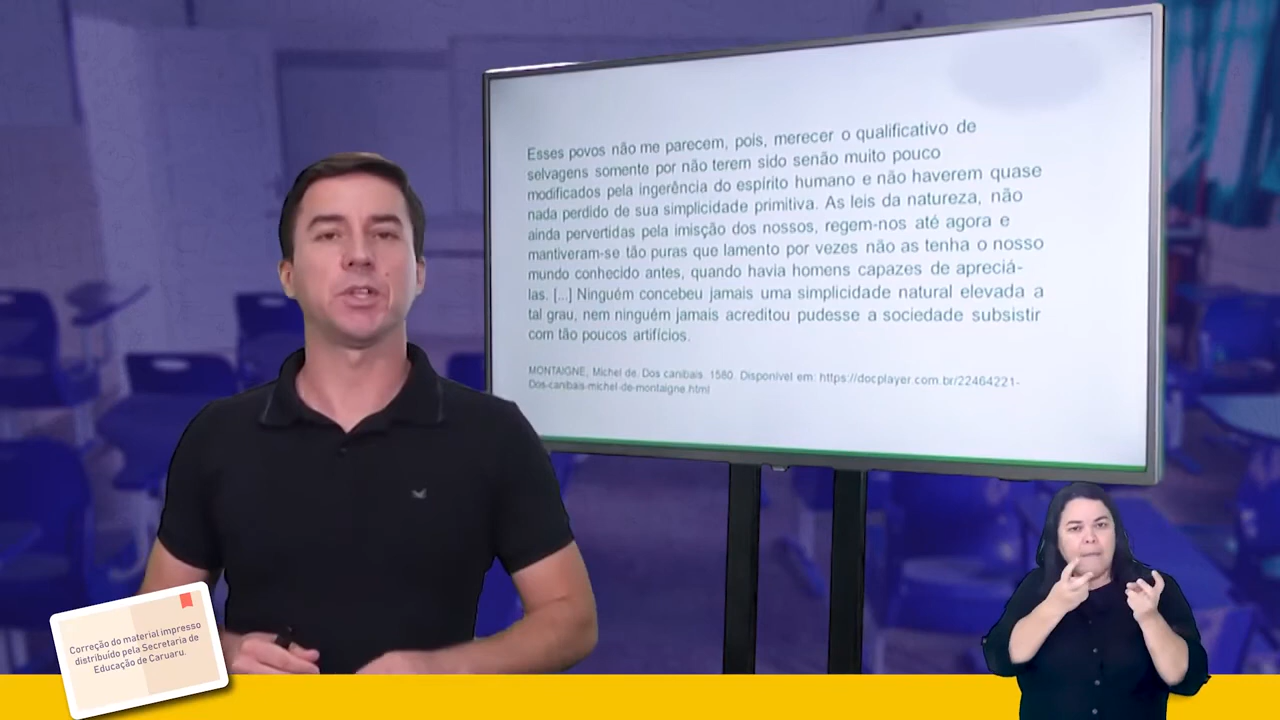 Esses povos não me parecem, pois, merecer o qualificativo de
selvagens somente por não terem sido senão muito pouco
modificados pela ingerência do espírito humano e não haverem quase
nada perdido de sua simplicidade primitiva. As leis da natureza, não
ainda pervertidas pela imisção dos nossos, regem-nos até agora e
mantiveram-se tão puras que lamento por vezes não as tenha o nosso
mundo conhecido antes, quando havia homens capazes de apreciá-
las. [...] Ninguém concebeu jamais uma simplicidade natural elevada a
tal grau, nem ninguém jamais acreditou pudesse a sociedade subsistir
com tão poucos artifícios.
MONTAIGNE, Michel de. Dos canibais. 1580. Disponível em: https://docplayer.com.br/22464221-
Dos-canibais-michel-de-montaigne.html
Correção do material impresso
distribuído pela Secretaria de
Educação de Caruaru.